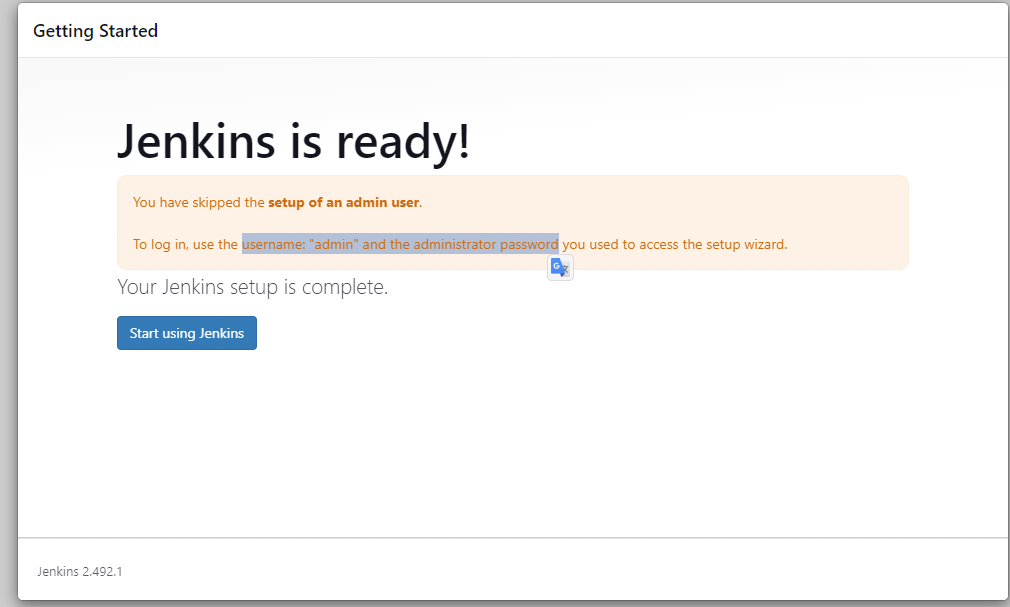 Getting Started
Jenkins is ready!
You have skipped the setup of an admin user.
To log in, use the username: "admin" and the administrator password you used to access the setup wizard.
Your Jenkins setup is complete.
Start using Jenkins
Jenkins 2.492.1